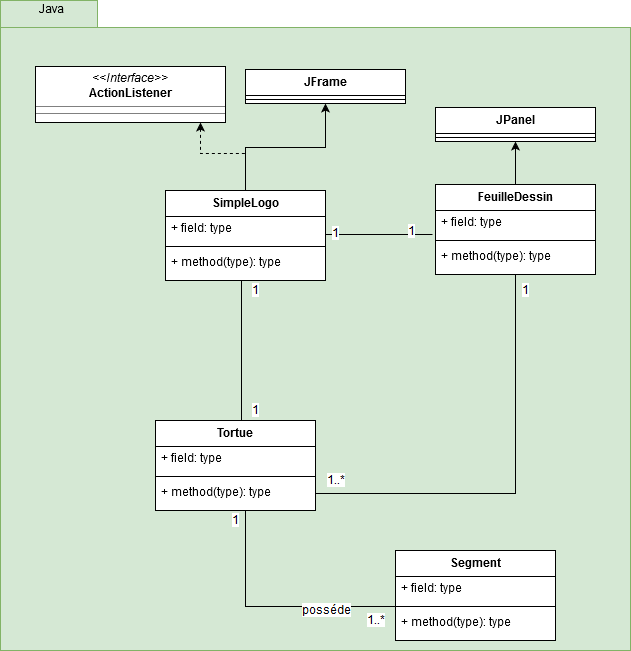 Java
<<Interface>>
ActionListener
JFrame
JPanel
SimpleLogo
+ field: type
+ method(type): type
FeuilleDessin
+ field: type
+ method(type): type
1
1
1
1
1
Tortue
+ field: type
+ method(type): type
1..*
1
Segment
+ field: type
+ method(type): type
posséde
1..*